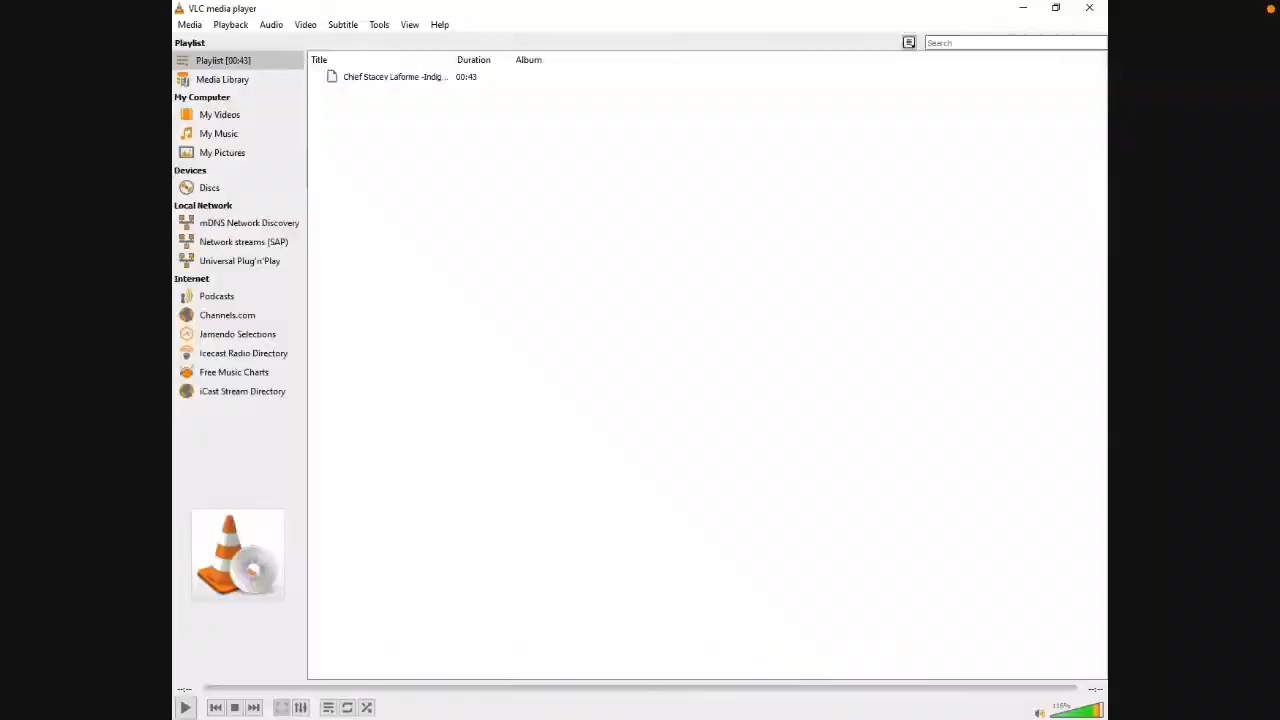 VLC media player
Media Playback Audio Video Subtitle Tools View Help
Playlist
Search
Playlist [00:43]
Media Library
My Computer
My Videos
My Music
My Pictures
Devices
Discs
Local Network
mDNS Network Discovery
Network streams (SAP)
Universal Plug'n'Play
Internet
Podcasts
Channels.com
Jamendo Selections
Icecast Radio Directory
Free Music Charts
iCast Stream Directory
Title Duration Album
Chief Stacey Laforme -Indig... 00:43
--:-- --:--
116%